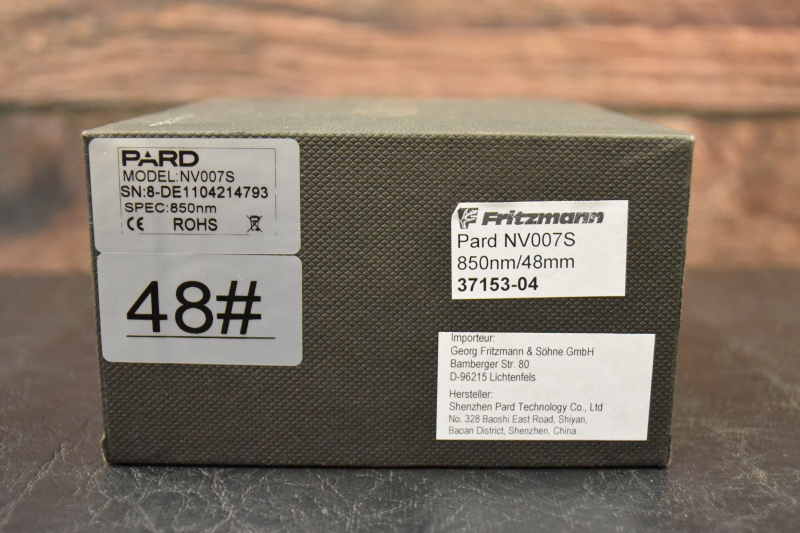 PARD
MODEL:NV007S
SN:8-DE1104214793
SPEC:850nm
CE ROHS
48#
Fritzmann
Pard NV007S
850nm/48mm
37153-04
Importeur:
Georg Fritzmann & Söhne GmbH
Bamberger Str. 80
D-96215 Lichtenfels
Hersteller:
Shenzhen Pard Technology Co., Ltd
No. 328 Baoshi East Road, Shiyan,
Baoan District, Shenzhen, China